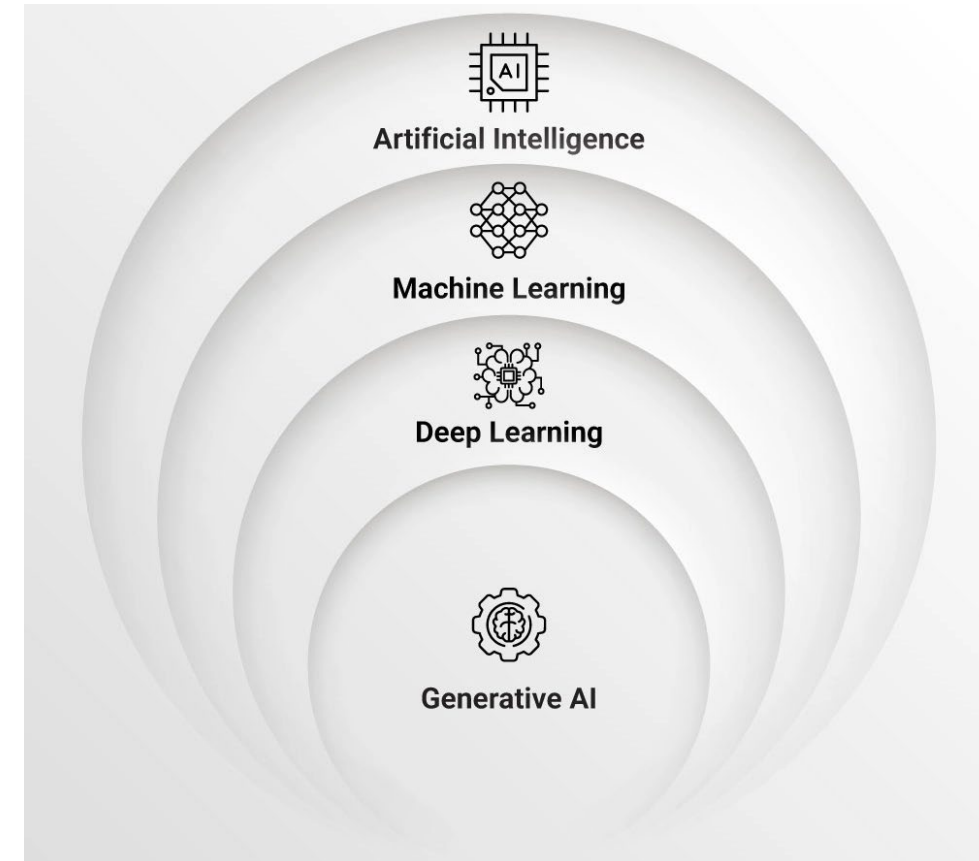 AI
Artificial Intelligence
Machine Learning
Deep Learning
Generative AI